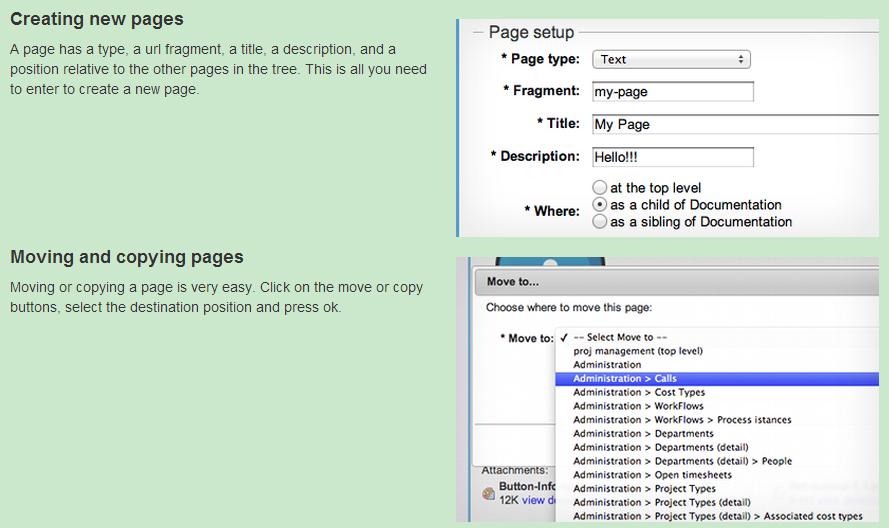 Creating new pages
A page has a type, a url fragment, a title, a description, and a
position relative to the other pages in the tree. This is all you need
to enter to create a new page.
Page setup
* Page type: Text
* Fragment: my-page
* Title: My Page
* Description: Hello!!!
* Where:
at the top level
as a child of Documentation
as a sibling of Documentation
Moving and copying pages
Moving or copying a page is very easy. Click on the move or copy
buttons, select the destination position and press ok.
Move to...
Choose where to move this page:
* Move to: ✓ -- Select Move to --
proj management (top level)
Administration
Administration > Calls
Administration > Cost Types
Administration > WorkFlows
Administration > WorkFlows > Process istances
Administration > Departments
Administration > Departments (detail)
Administration > Departments (detail) > People
Administration > Open timesheets
Administration > Project Types
Administration > Project Types (detail)
Administration > Project Types (detail) > Associated cost types
Attachments:
Button-Info
12K view d